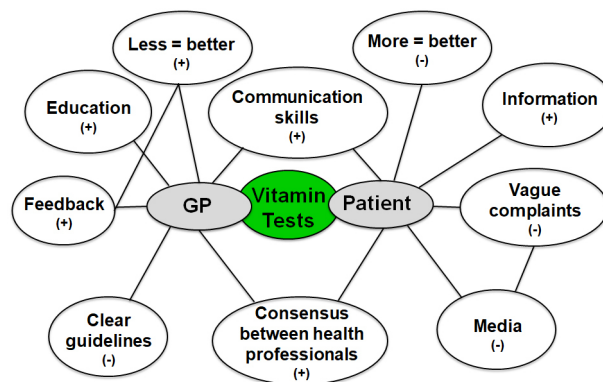 Less = better
(+)
More = better
(-)
Education
(+)
Communication
skills
(+)
Information
(+)
Feedback
(+)
GP
Vitamin
Tests
Patient
Vague
complaints
(-)
Clear
guidelines
(-)
Consensus
between health
professionals
(+)
Media
(-)